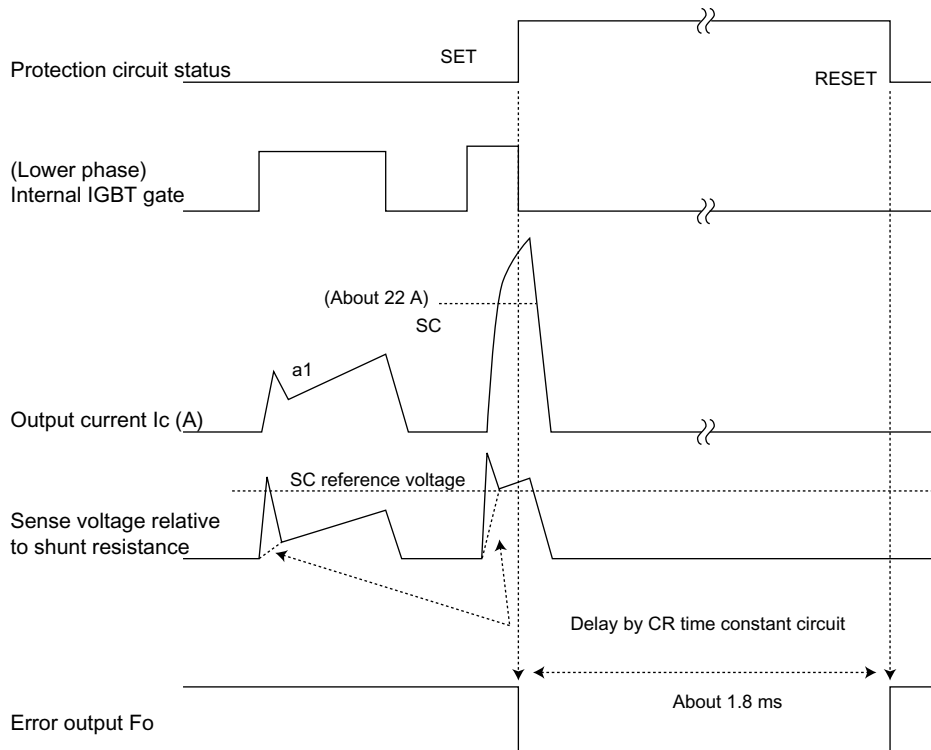 SET
Protection circuit status
RESET
(Lower phase)
Internal IGBT gate
(About 22 A)
SC
a1
Output current Ic (A)
SC reference voltage
Sense voltage relative
to shunt resistance
Delay by CR time constant circuit
About 1.8 ms
Error output Fo